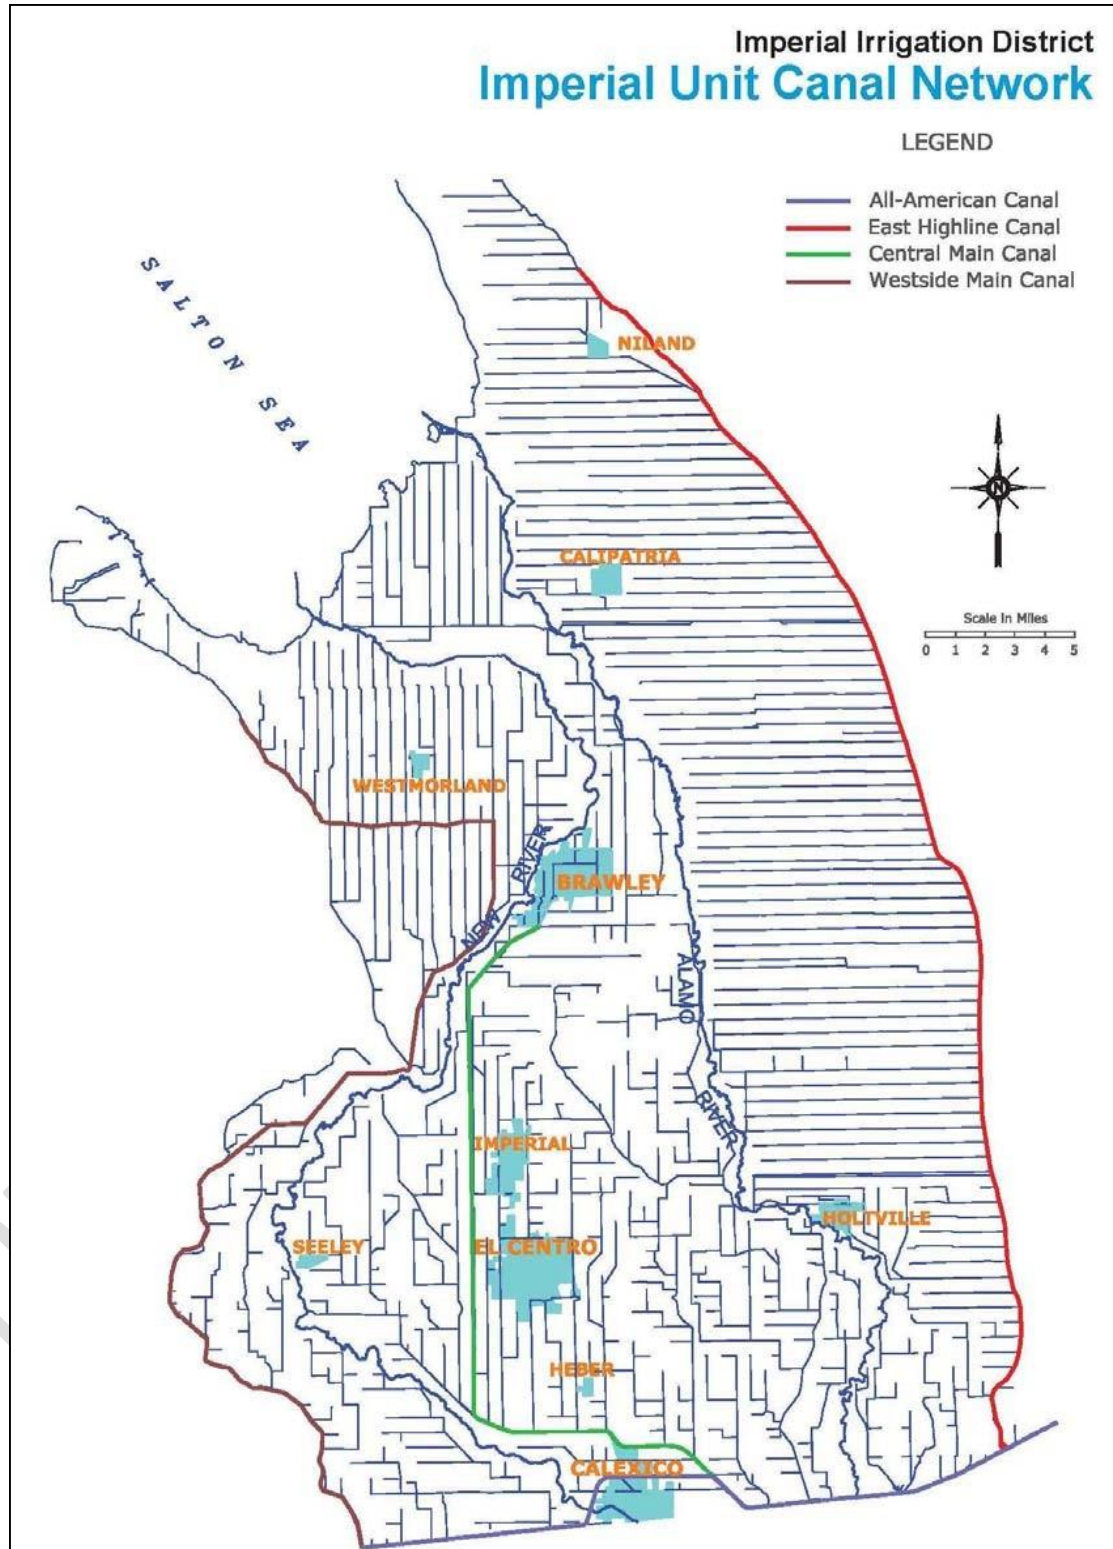 Imperial Irrigation District
Imperial Unit Canal Network
LEGEND
All-American Canal
East Highline Canal
Central Main Canal
Westside Main Canal
SALTON SEA
NILAND
N
CALIPATRIA
Scale In Miles
0 1 2 3 4 5
WESTMORLAND
NEW RIVER
BRAWLEY
ALAMO RIVER
IMPERIAL
HOLTVILLE
SEELEY
EL CENTRO
HEBER
CALEXICO